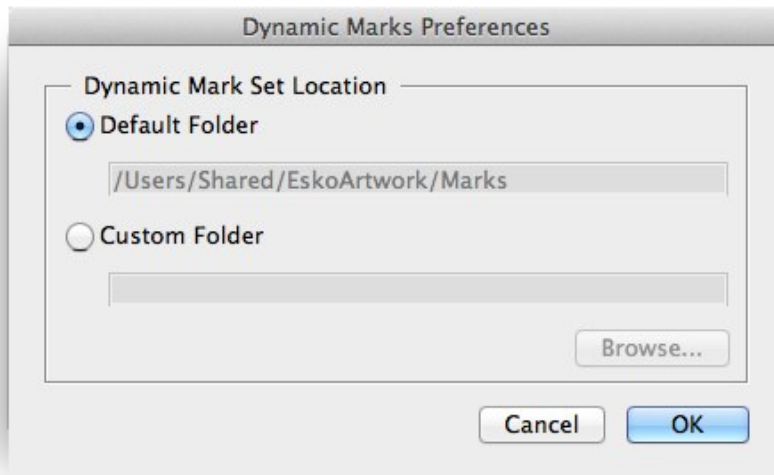 Dynamic Marks Preferences
Dynamic Mark Set Location
Default Folder
/Users/Shared/EskoArtwork/Marks
Custom Folder
Browse...
Cancel OK